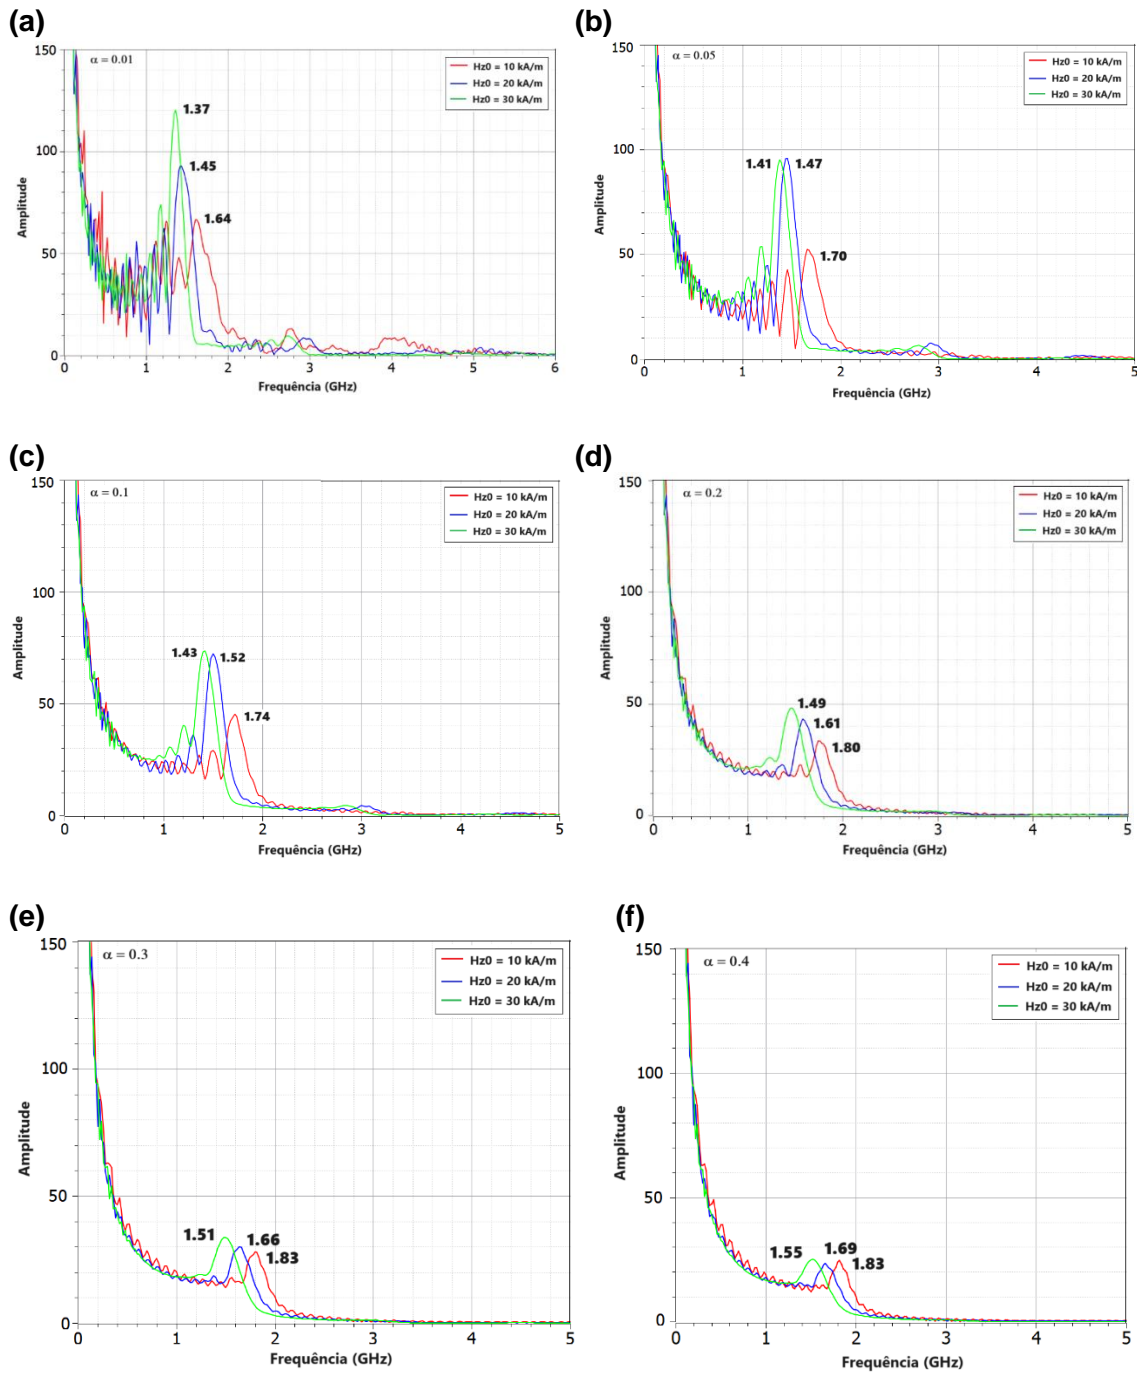 (a)
α = 0.01
Hz0 = 10 kA/m
Hz0 = 20 kA/m
Hz0 = 30 kA/m
150
100
50
0
Amplitude
1.37
1.45
1.64
0 1 2 3 4 5 6
Frequência (GHz)
(b)
α = 0.05
Hz0 = 10 kA/m
Hz0 = 20 kA/m
Hz0 = 30 kA/m
150
100
50
0
Amplitude
1.41 1.47
1.70
0 1 2 3 4 5
Frequência (GHz)
(c)
α = 0.1
Hz0 = 10 kA/m
Hz0 = 20 kA/m
Hz0 = 30 kA/m
150
100
50
0
Amplitude
1.43 1.52
1.74
0 1 2 3 4 5
Frequência (GHz)
(d)
α = 0.2
Hz0 = 10 kA/m
Hz0 = 20 kA/m
Hz0 = 30 kA/m
150
100
50
0
Amplitude
1.49
1.61
1.80
0 1 2 3 4 5
Frequência (GHz)
(e)
α = 0.3
Hz0 = 10 kA/m
Hz0 = 20 kA/m
Hz0 = 30 kA/m
150
100
50
0
Amplitude
1.51 1.66
1.83
0 1 2 3 4 5
Frequência (GHz)
(f)
α = 0.4
Hz0 = 10 kA/m
Hz0 = 20 kA/m
Hz0 = 30 kA/m
150
100
50
0
Amplitude
1.55 1.69
1.83
0 1 2 3 4 5
Frequência (GHz)